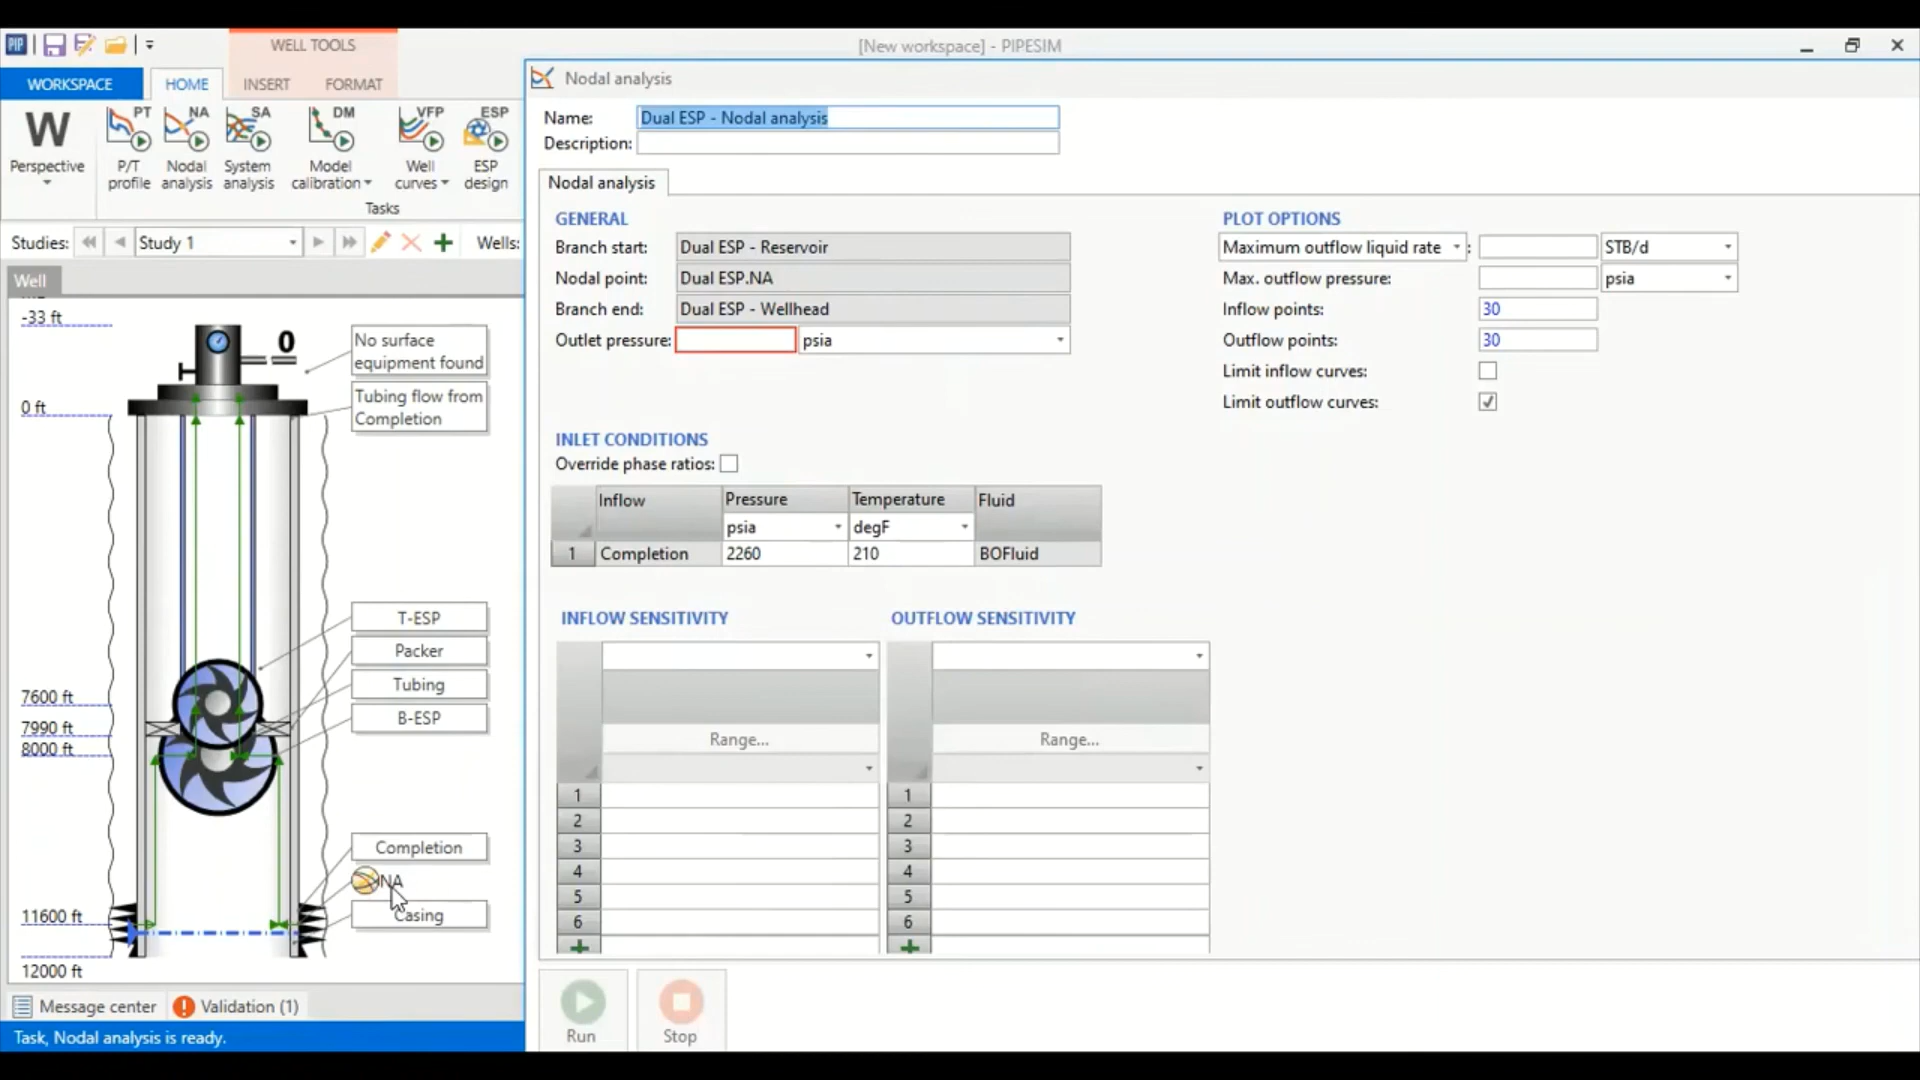 PIP
WELL TOOLS
[New workspace] - PIPESIM
WORKSPACE
HOME
INSERT
FORMAT
W
Perspective
PT
P/T
profile
NA
Nodal
analysis
SA
System
analysis
DM
Model
calibration
VFP
Well
curves
ESP
ESP
design
Tasks
Studies:
Study 1
Wells:
Well
-33 ft
0 ft
7600 ft
7990 ft
8000 ft
11600 ft
12000 ft
0
No surface
equipment found
Tubing flow from
Completion
T-ESP
Packer
Tubing
B-ESP
Completion
NA
Casing
Message center
Validation (1)
Task, Nodal analysis is ready.
Nodal analysis
Name: Dual ESP - Nodal analysis
Description:
Nodal analysis
GENERAL
Branch start: Dual ESP - Reservoir
Nodal point: Dual ESP.NA
Branch end: Dual ESP - Wellhead
Outlet pressure: psia
PLOT OPTIONS
Maximum outflow liquid rate : STB/d
Max. outflow pressure: psia
Inflow points: 30
Outflow points: 30
Limit inflow curves:
Limit outflow curves:
INLET CONDITIONS
Override phase ratios:
Inflow Pressure Temperature Fluid
psia degF
1 Completion 2260 210 BOFluid
INFLOW SENSITIVITY
Range...
1
2
3
4
5
6
OUTFLOW SENSITIVITY
Range...
1
2
3
4
5
6
Run
Stop